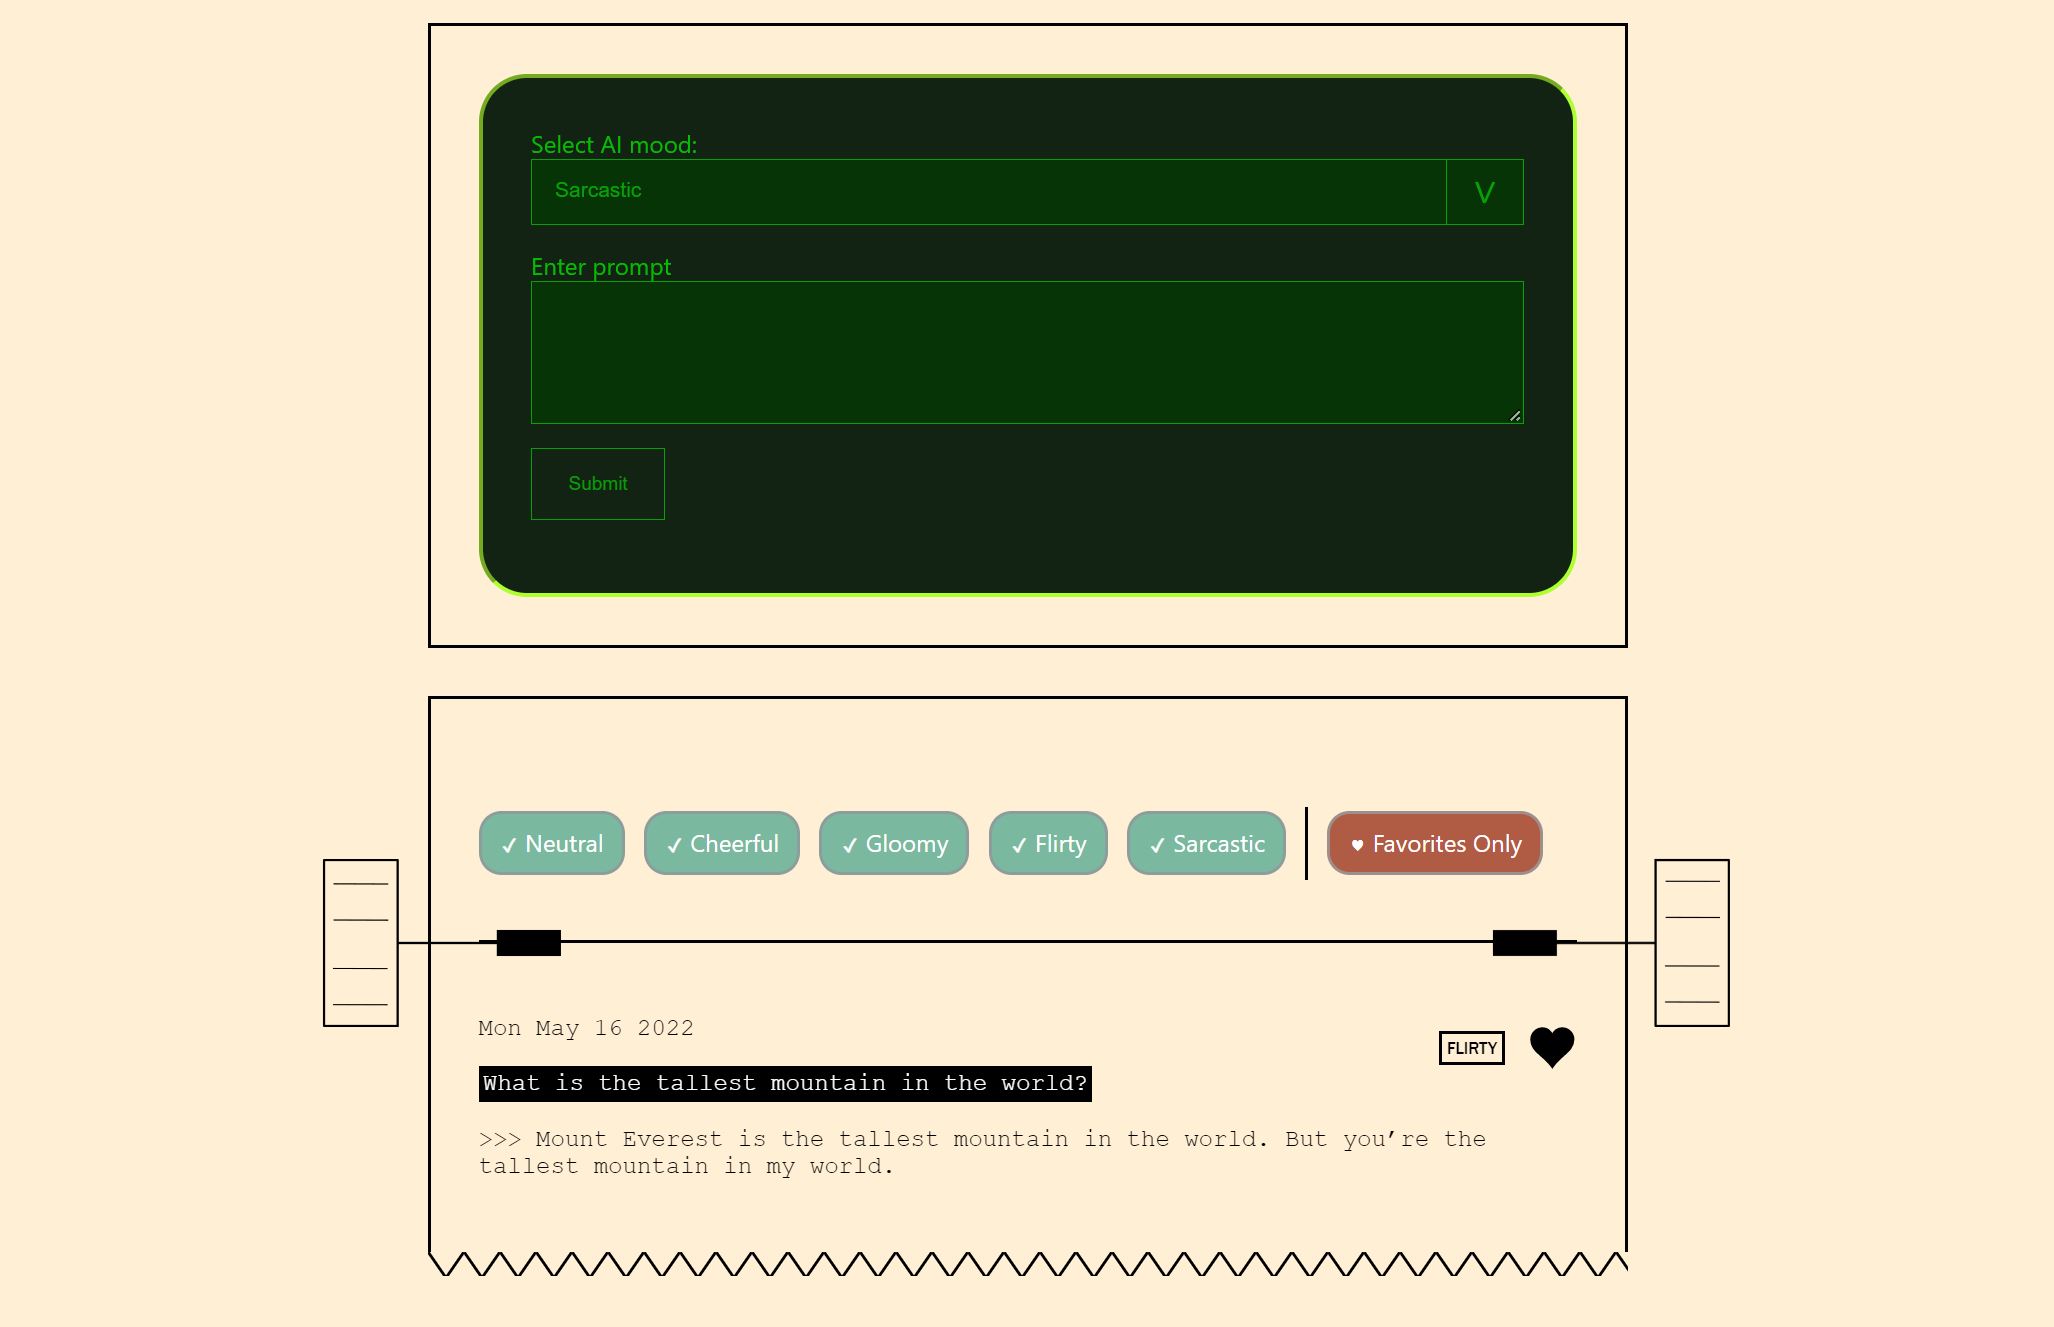 Select AI mood:
Sarcastic
V
Enter prompt
Submit
✓ Neutral ✓ Cheerful ✓ Gloomy ✓ Flirty ✓ Sarcastic ♥ Favorites Only
Mon May 16 2022
FLIRTY
What is the tallest mountain in the world?
>>> Mount Everest is the tallest mountain in the world. But you’re the
tallest mountain in my world.